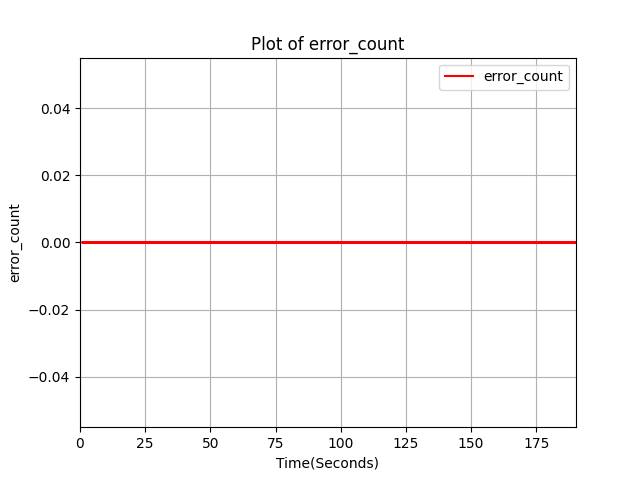 Plot of error_count
error_count
0.04
0.02
0.00
−0.02
−0.04
error_count
0 25 50 75 100 125 150 175
Time(Seconds)